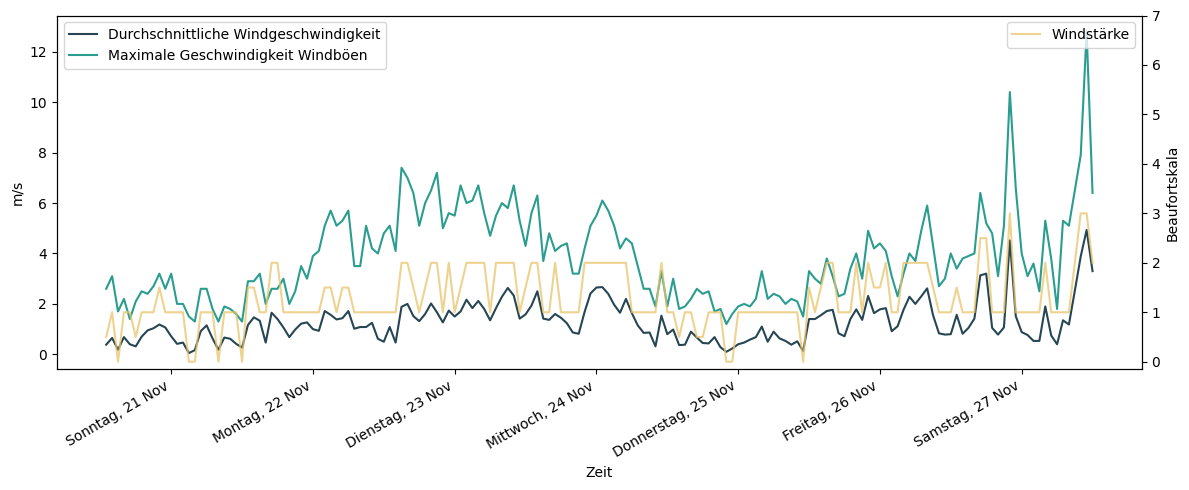 Durchschnittliche Windgeschwindigkeit
Maximale Geschwindigkeit Windböen
Windstärke
m/s
12
10
8
6
4
2
0
7
6
5
4
3
2
1
0
Beaufortskala
Sonntag, 21 Nov
Montag, 22 Nov
Dienstag, 23 Nov
Mittwoch, 24 Nov
Donnerstag, 25 Nov
Freitag, 26 Nov
Samstag, 27 Nov
Zeit